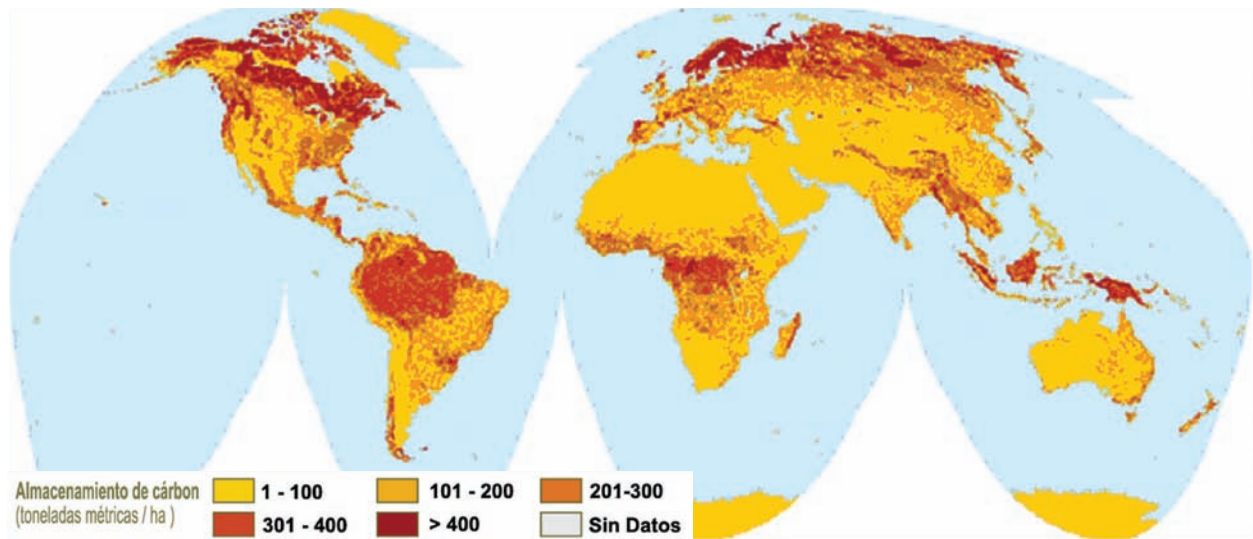 Almacenamiento de cárbon
(toneladas métricas / ha )
1 - 100
101 - 200
201-300
301 - 400
> 400
Sin Datos